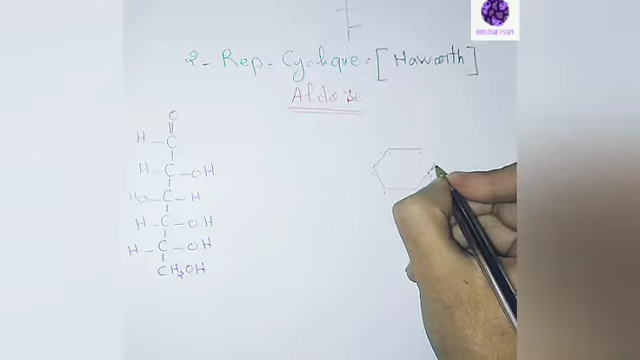 2- Rep- Cyclique: [Haworth]
Aldose
O
H - C
H - C - OH
HO - C - H
H - C - OH
H - C - OH
CH2OH